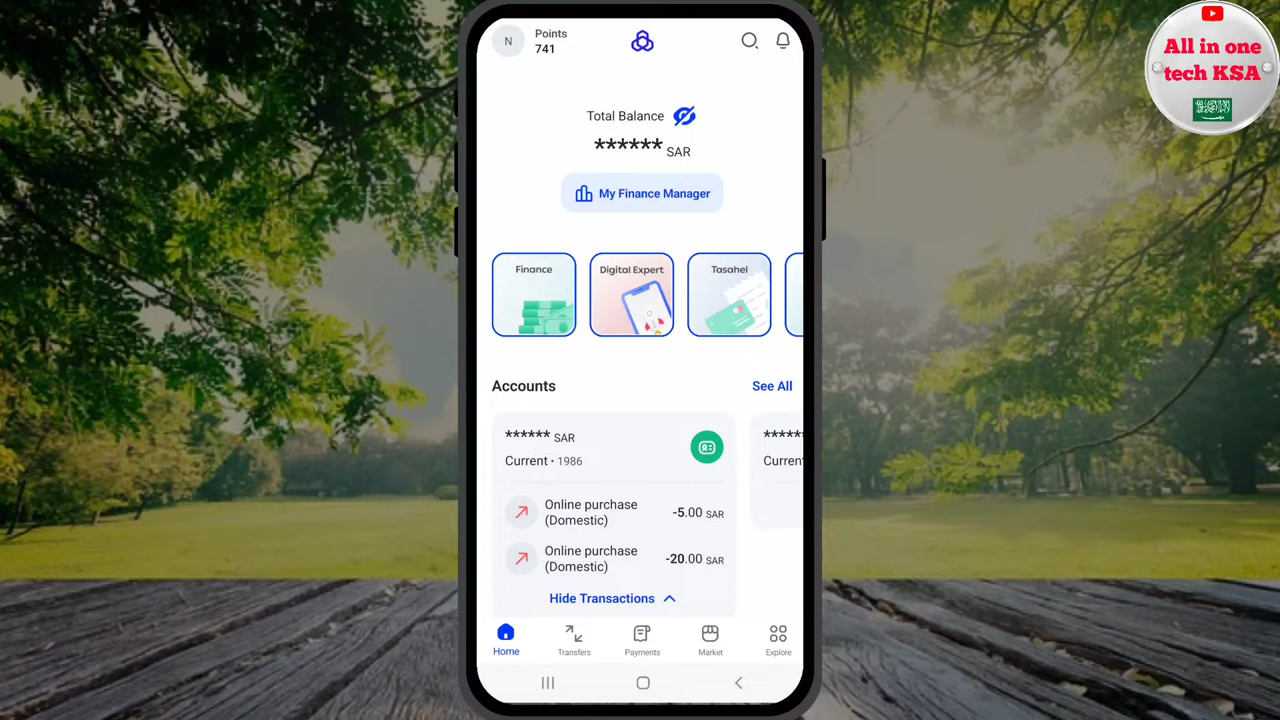 N
Points
741
Total Balance
****** SAR
My Finance Manager
Finance
Digital Expert
Tasahel
Accounts
See All
****** SAR
Current • 1986
Online purchase
(Domestic)
-5.00 SAR
Online purchase
(Domestic)
-20.00 SAR
Hide Transactions
*****
Current
Home
Transfers
Payments
Market
Explore
All in one
tech KSA